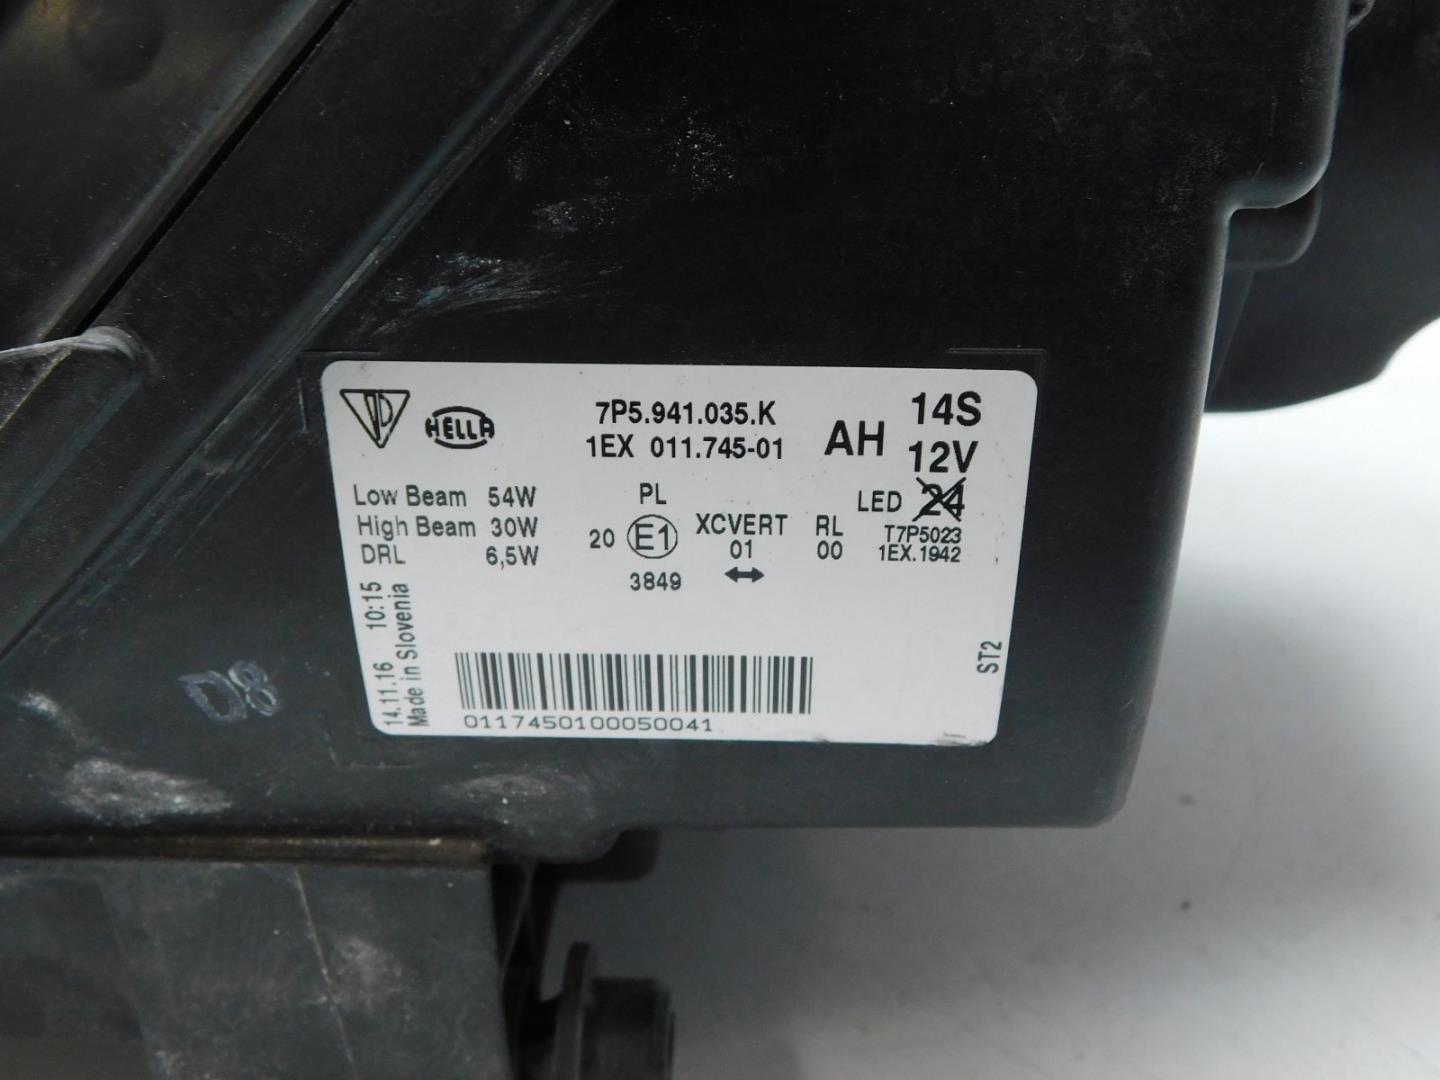 HELLA
7P5.941.035.K
1EX 011.745-01
AH
14S
12V
LED 24
T7P5023
1EX.1942
Low Beam 54W
High Beam 30W
DRL 6,5W
PL
20 E1
3849
XCVERT
01
RL
00
14.11.16 10:15
Made in Slovenia
ST2
0117450100050041
D8